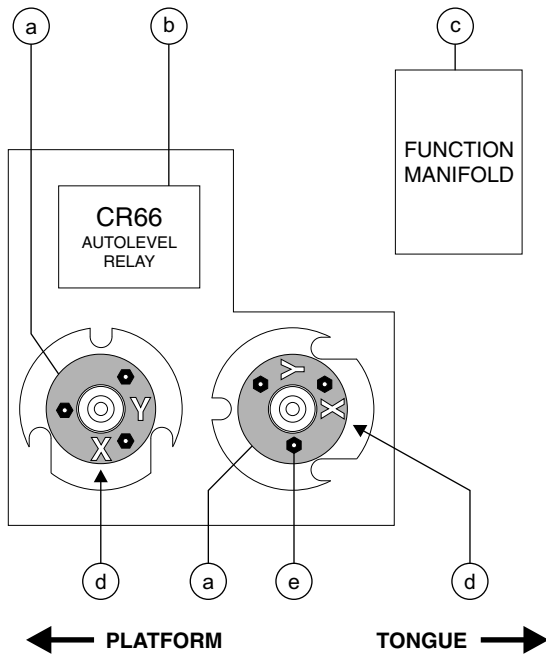 a
b
c
FUNCTION
MANIFOLD
CR66
AUTOLEVEL
RELAY
Y
X
Y
X
d
a
e
d
PLATFORM
TONGUE